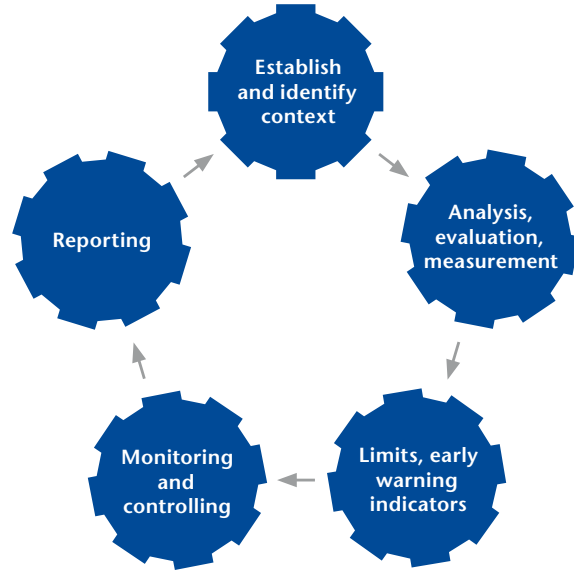 Establish
and identify
context
Analysis,
evaluation,
measurement
Limits, early
warning
indicators
Monitoring
and
controlling
Reporting